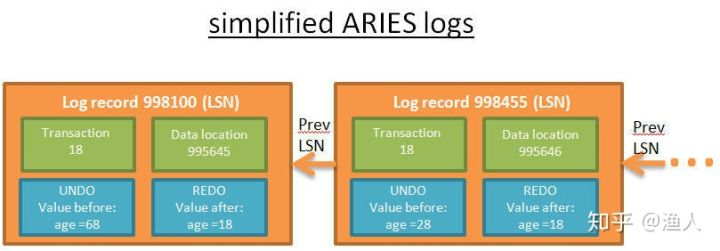 simplified ARIES logs
Log record 998100 (LSN)
Transaction
18
Data location
995645
UNDO
Value before:
age =68
REDO
Value after:
age =18
Prev
LSN
Log record 998455 (LSN)
Transaction
18
Data location
995646
UNDO
Value before:
age =28
REDO
Value after:
age =18
Prev
LSN
知乎 @渔人